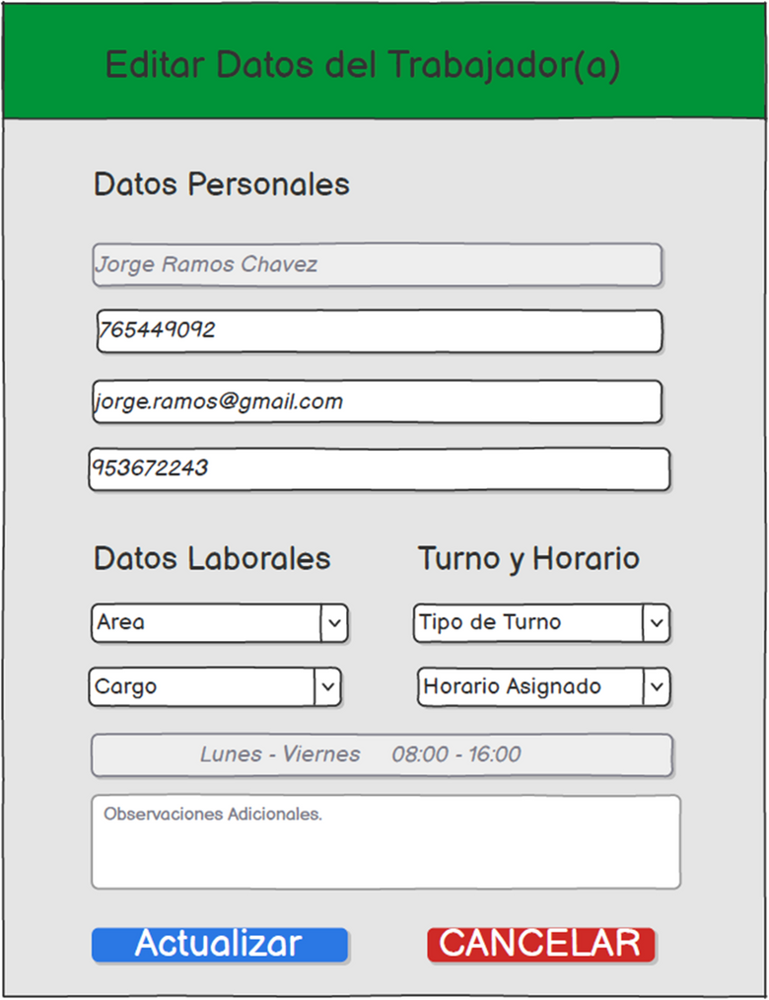 Editar Datos del Trabajador(a)
Datos Personales
Jorge Ramos Chavez
765449092
jorge.ramos@gmail.com
953672243
Datos Laborales
Turno y Horario
Area
Tipo de Turno
Cargo
Horario Asignado
Lunes - Viernes 08:00 - 16:00
Observaciones Adicionales.
Actualizar
CANCELAR